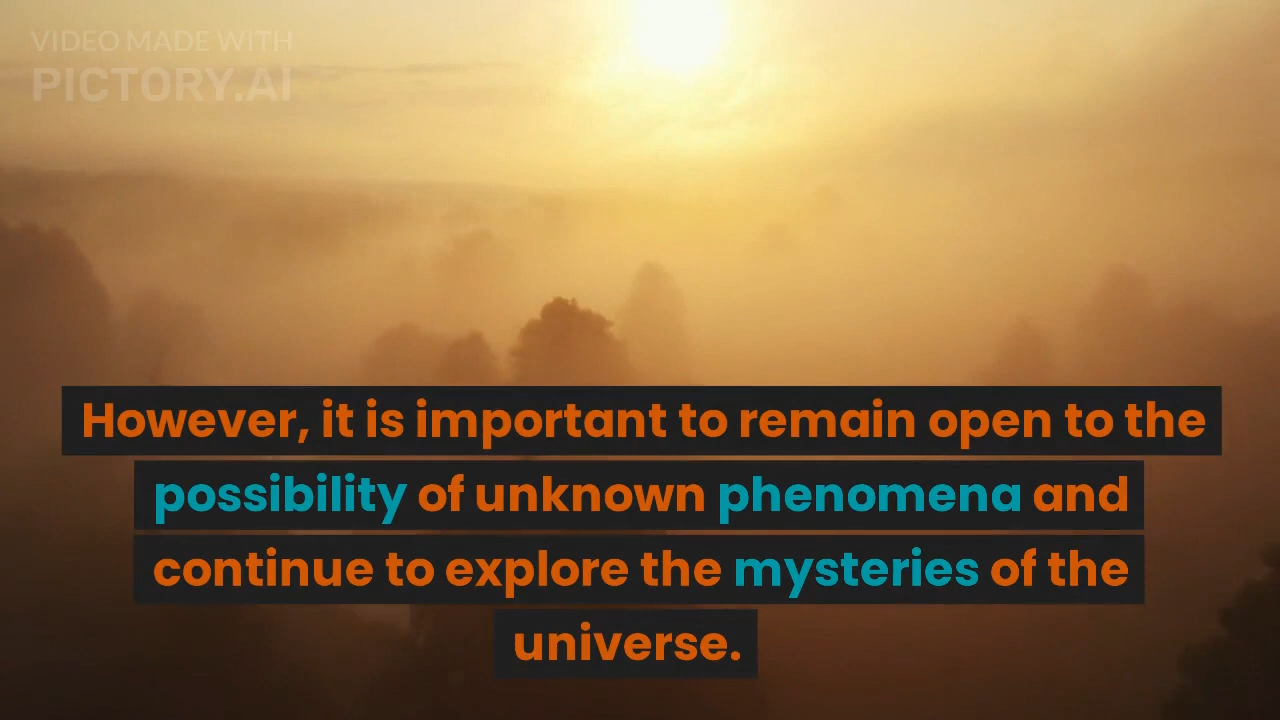 VIDEO MADE WITH
PICTORY.AI
However, it is important to remain open to the
possibility of unknown phenomena and
continue to explore the mysteries of the
universe.